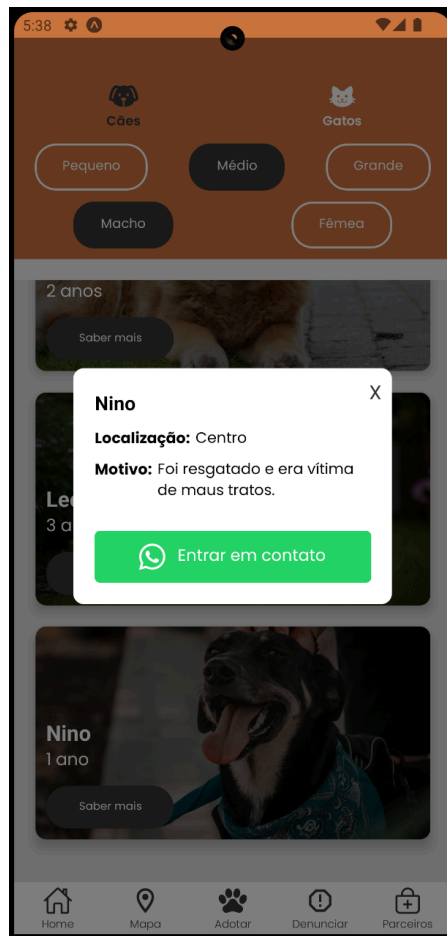 5:38
Cães
Gatos
Pequeno
Médio
Grande
Macho
Fêmea
2 anos
Saber mais
Nino
X
Localização: Centro
Motivo: Foi resgatado e era vítima
de maus tratos.
Entrar em contato
3 a
Nino
1 ano
Saber mais
Home
Mapa
Adotar
Denunciar
Parceiros